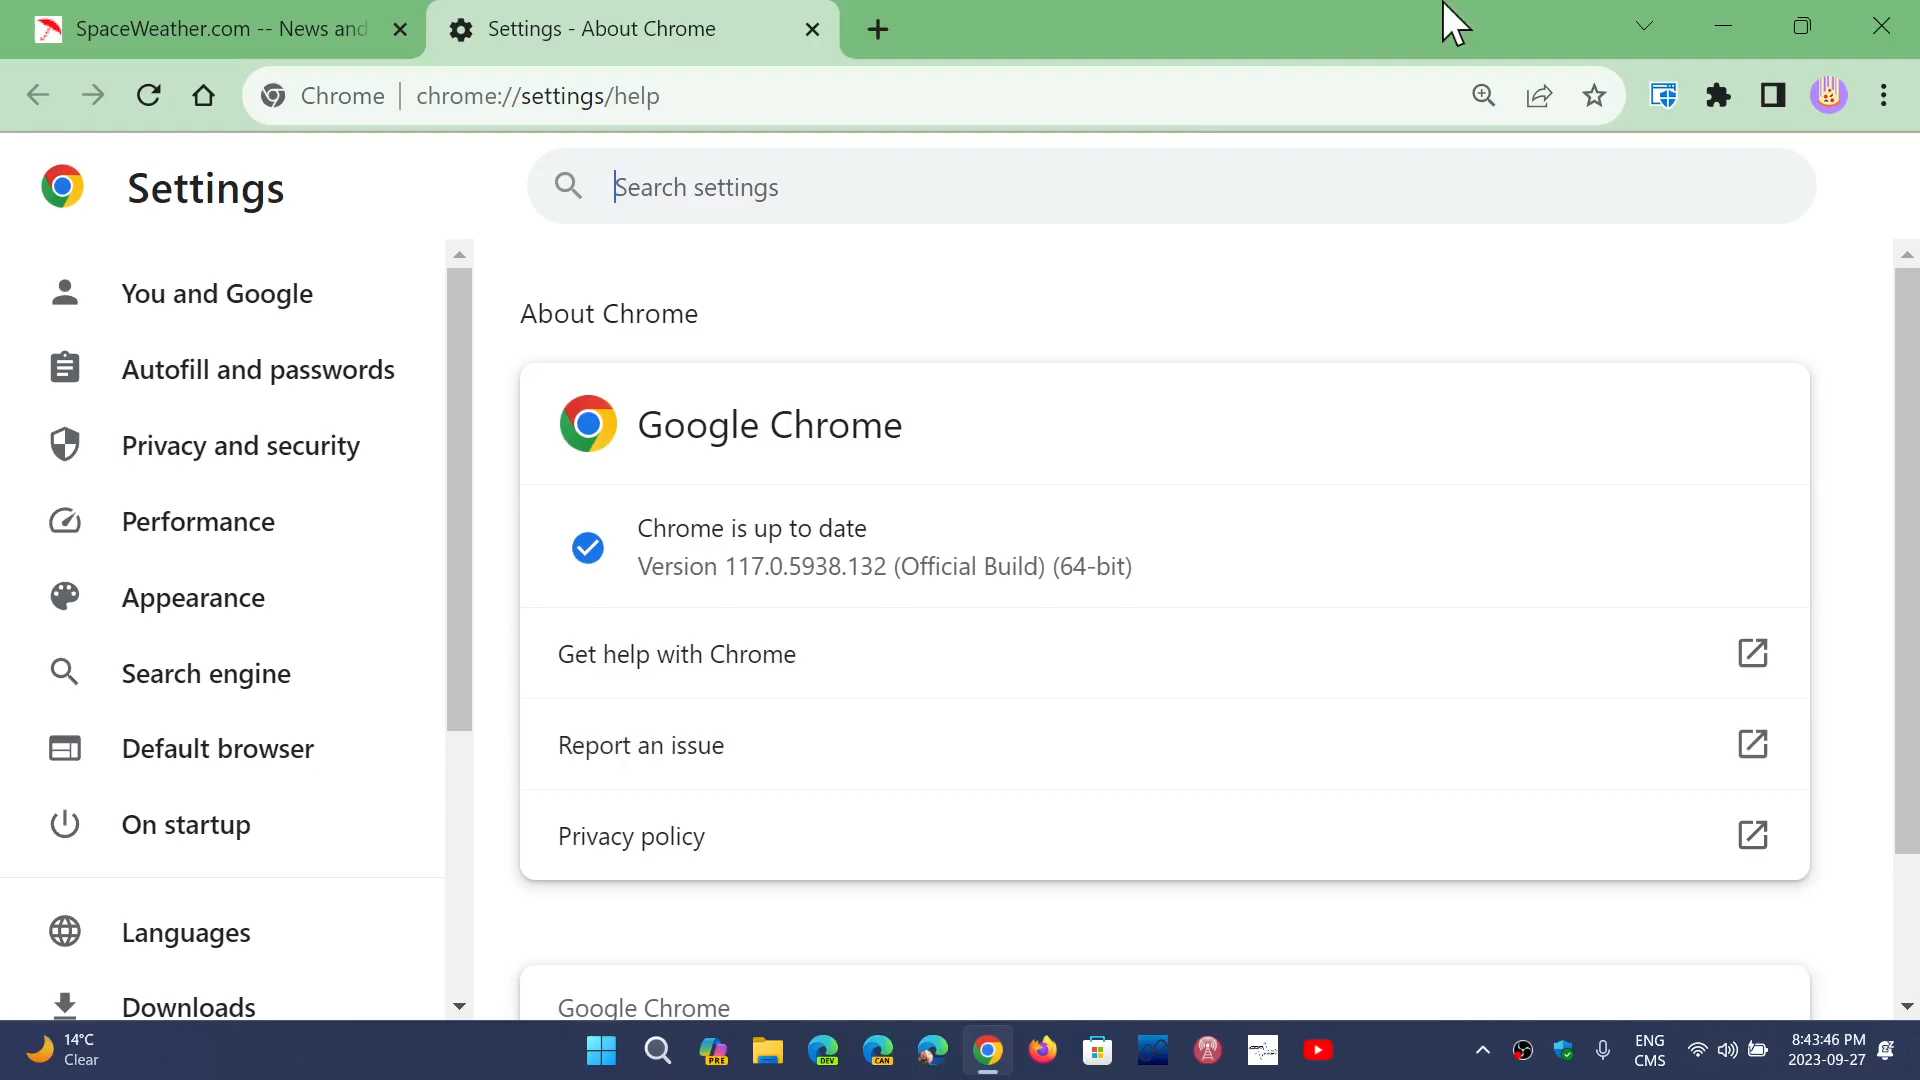 SpaceWeather.com -- News and
Settings - About Chrome
Chrome
chrome://settings/help
Settings
Search settings
You and Google
Autofill and passwords
Privacy and security
Performance
Appearance
Search engine
Default browser
On startup
Languages
Downloads
About Chrome
Google Chrome
Chrome is up to date
Version 117.0.5938.132 (Official Build) (64-bit)
Get help with Chrome
Report an issue
Privacy policy
Google Chrome
14°C
Clear
PRE
DEV
CAN
ENG
CMS
8:43:46 PM
2023-09-27